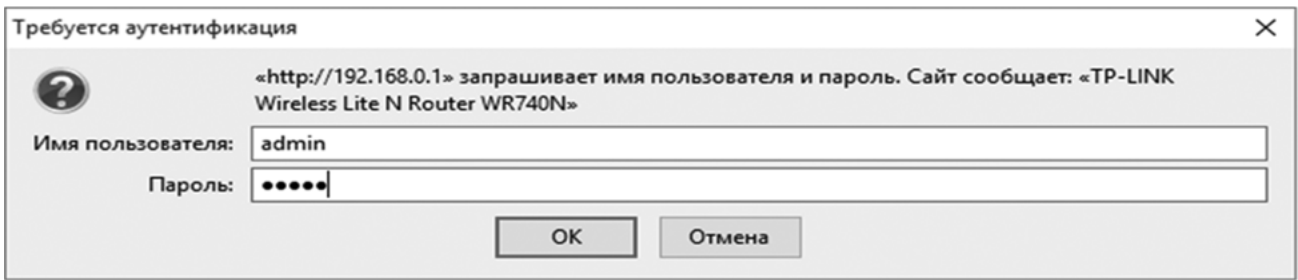 Требуется аутентификация
«http://192.168.0.1» запрашивает имя пользователя и пароль. Сайт сообщает: «TP-LINK
Wireless Lite N Router WR740N»
Имя пользователя: admin
Пароль: •••••
OK Отмена